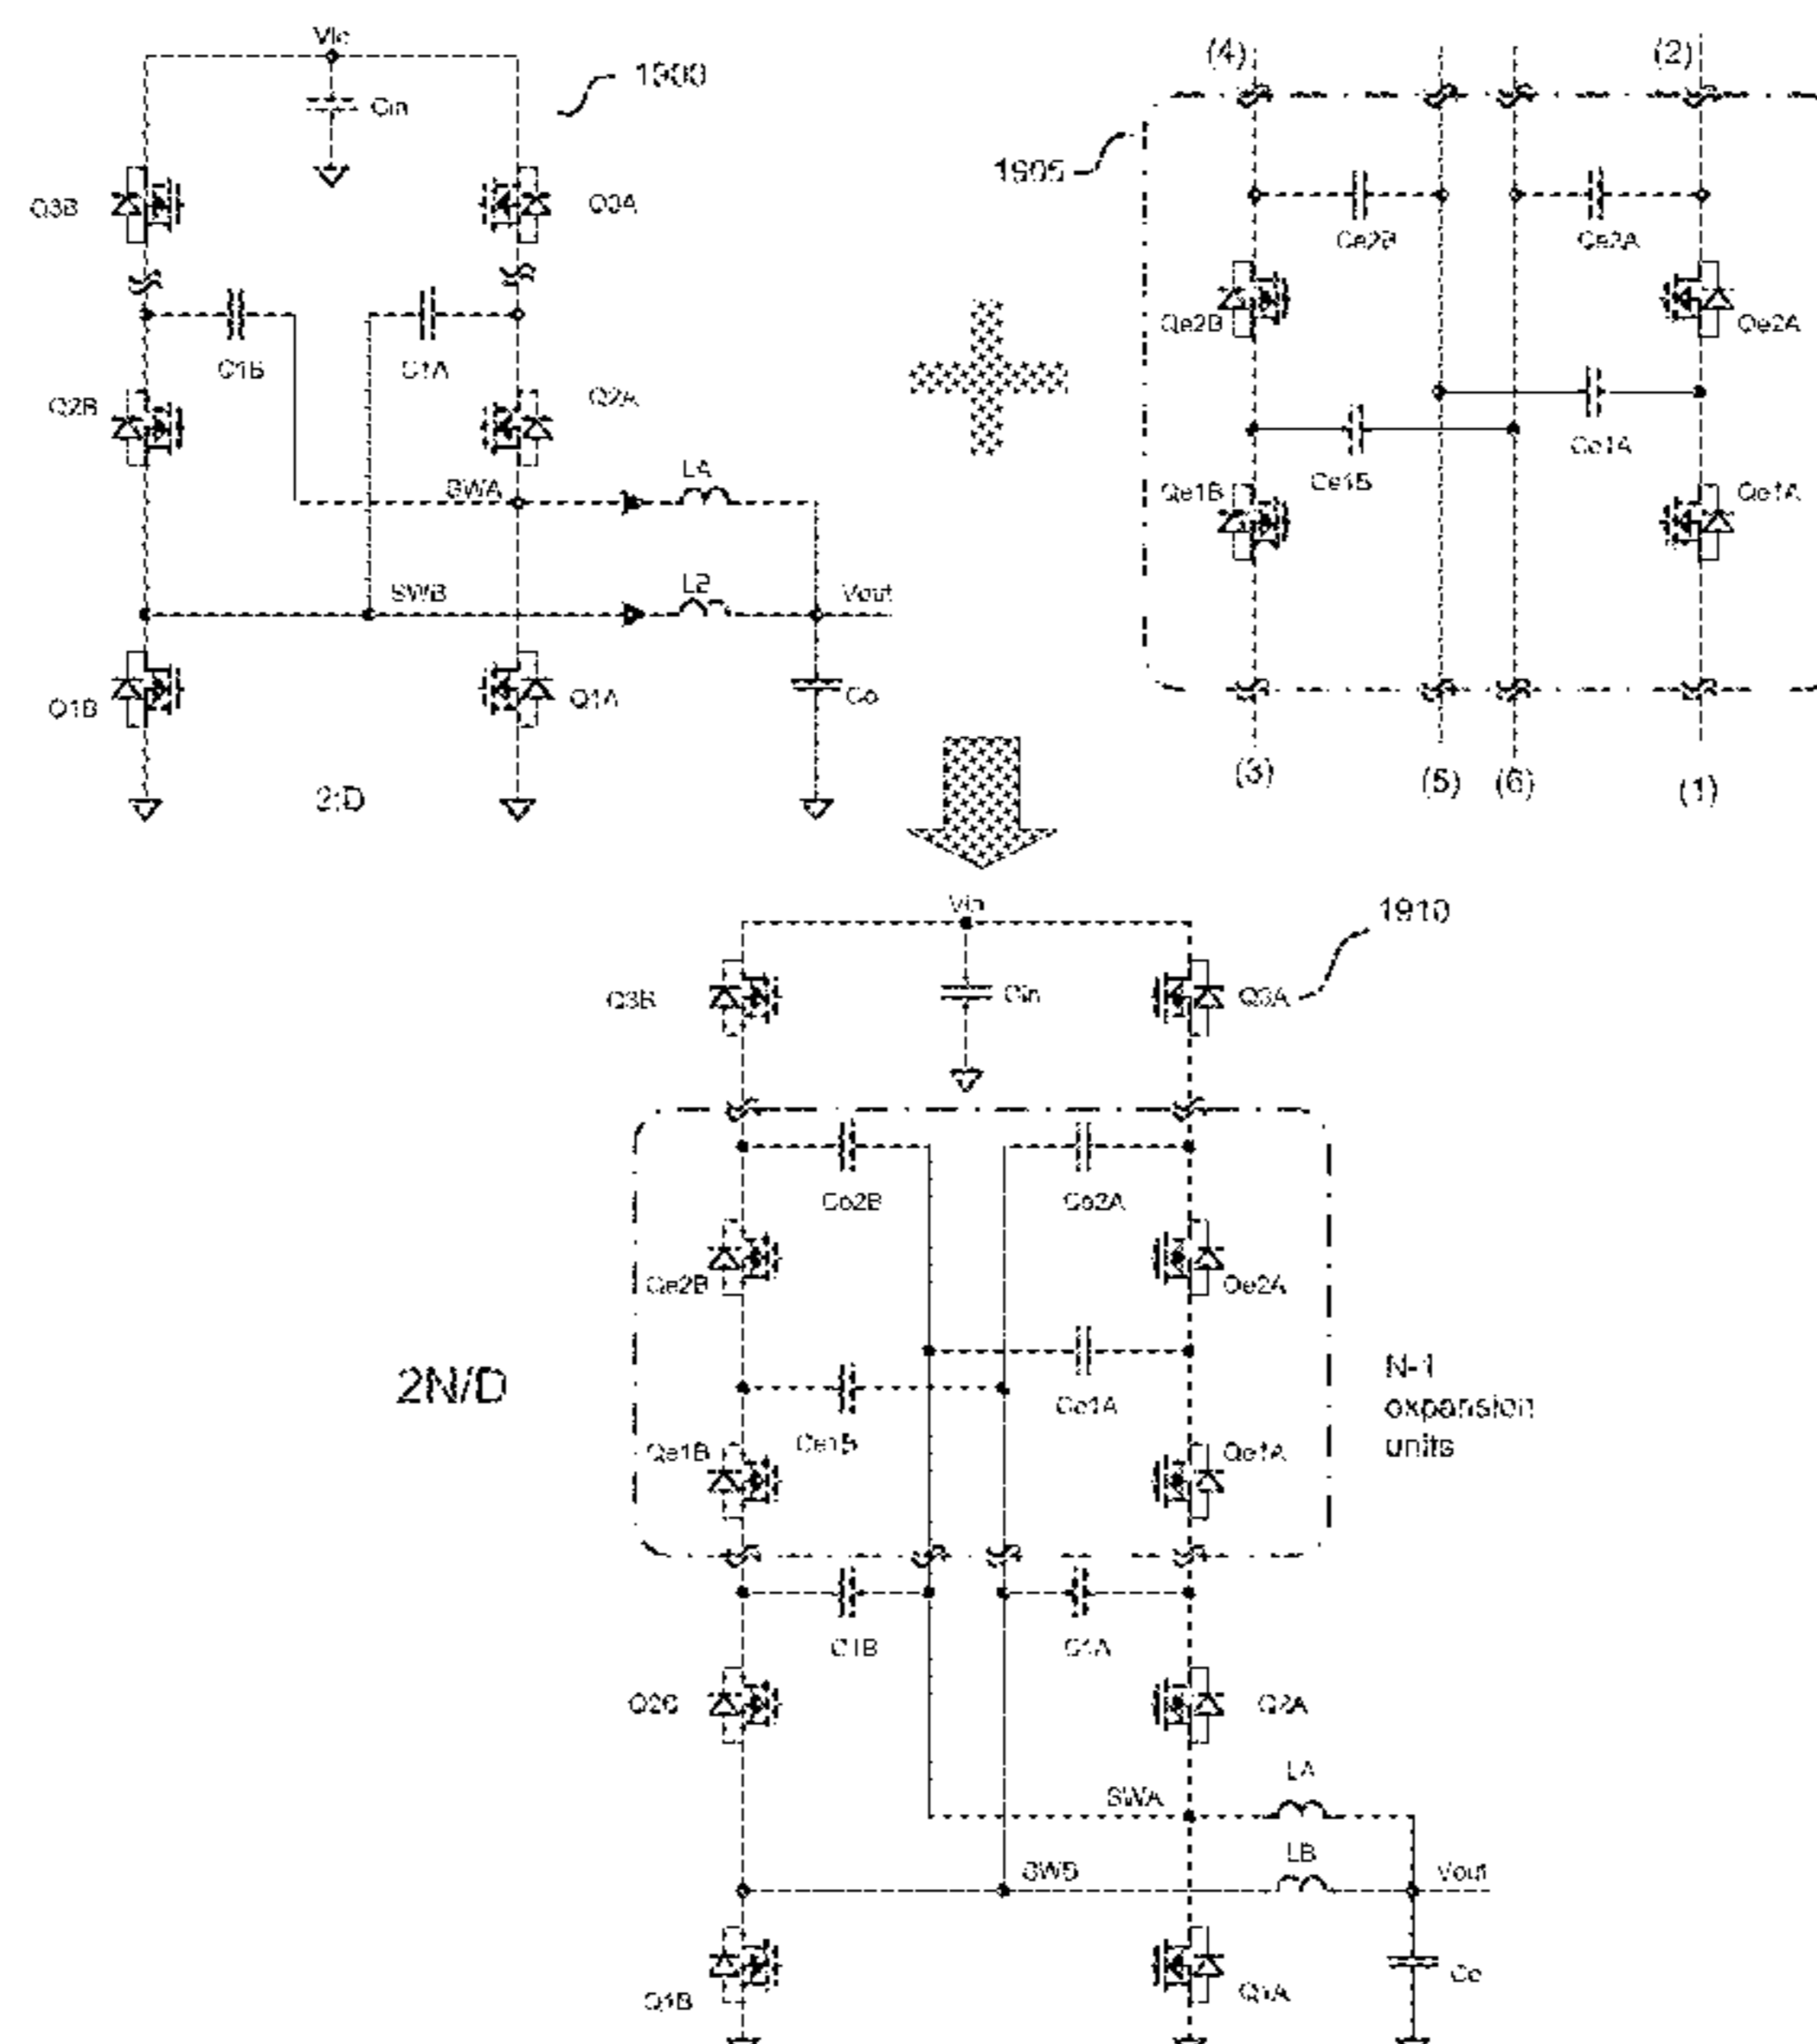 1900
Cin
Q3B
Q3A
C1B
C1A
Q2B
Q2A
SWA
LA
SWB
Vout
Q1B
Q1A
Co
2:D
(4)
(2)
1905
Ce2B
Ce2A
Qe2B
Qe2A
Ce1A
Ce1B
Qe1B
Qe1A
(3)
(5)
(6)
(1)
Vin
1910
Q3B
Cin
Q3A
Ce2B
Ce2A
Qe2B
Qe2A
2N/D
N-1
expansion
units
Ce1A
Ce1B
Qe1B
Qe1A
C1B
C1A
Q2A
LA
SWA
LB
SWB
Vout
Q1B
Q1A